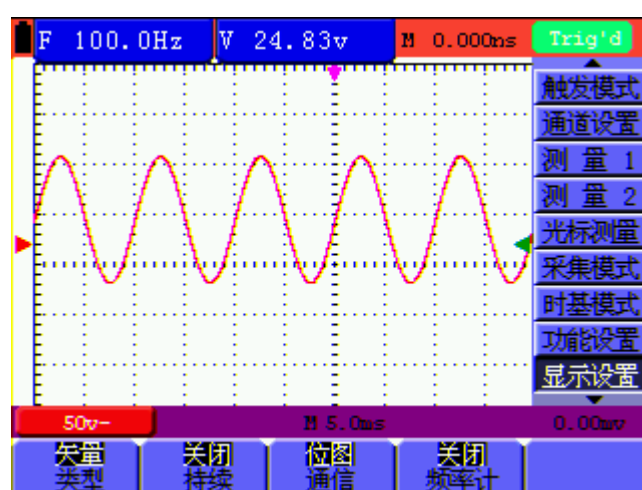 F 100.0Hz V 24.83v M 0.000ns Trig'd
触发模式
通道设置
测 量 1
测 量 2
光标测量
采集模式
时基模式
功能设置
显示设置
50v- M 5.0ms 0.00mv
矢量 关闭 位图 关闭
类型 持续 通信 频率计